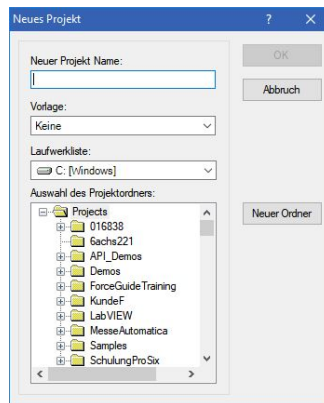 Neues Projekt
Neuer Projekt Name:
OK
Abbruch
Vorlage:
Keine
Laufwerkliste:
C: [Windows]
Auswahl des Projektordners:
Neuer Ordner
Projects
016838
6achs221
API_Demos
Demos
ForceGuideTraining
KundeF
LabVIEW
MesseAutomatica
Samples
SchulungProSix